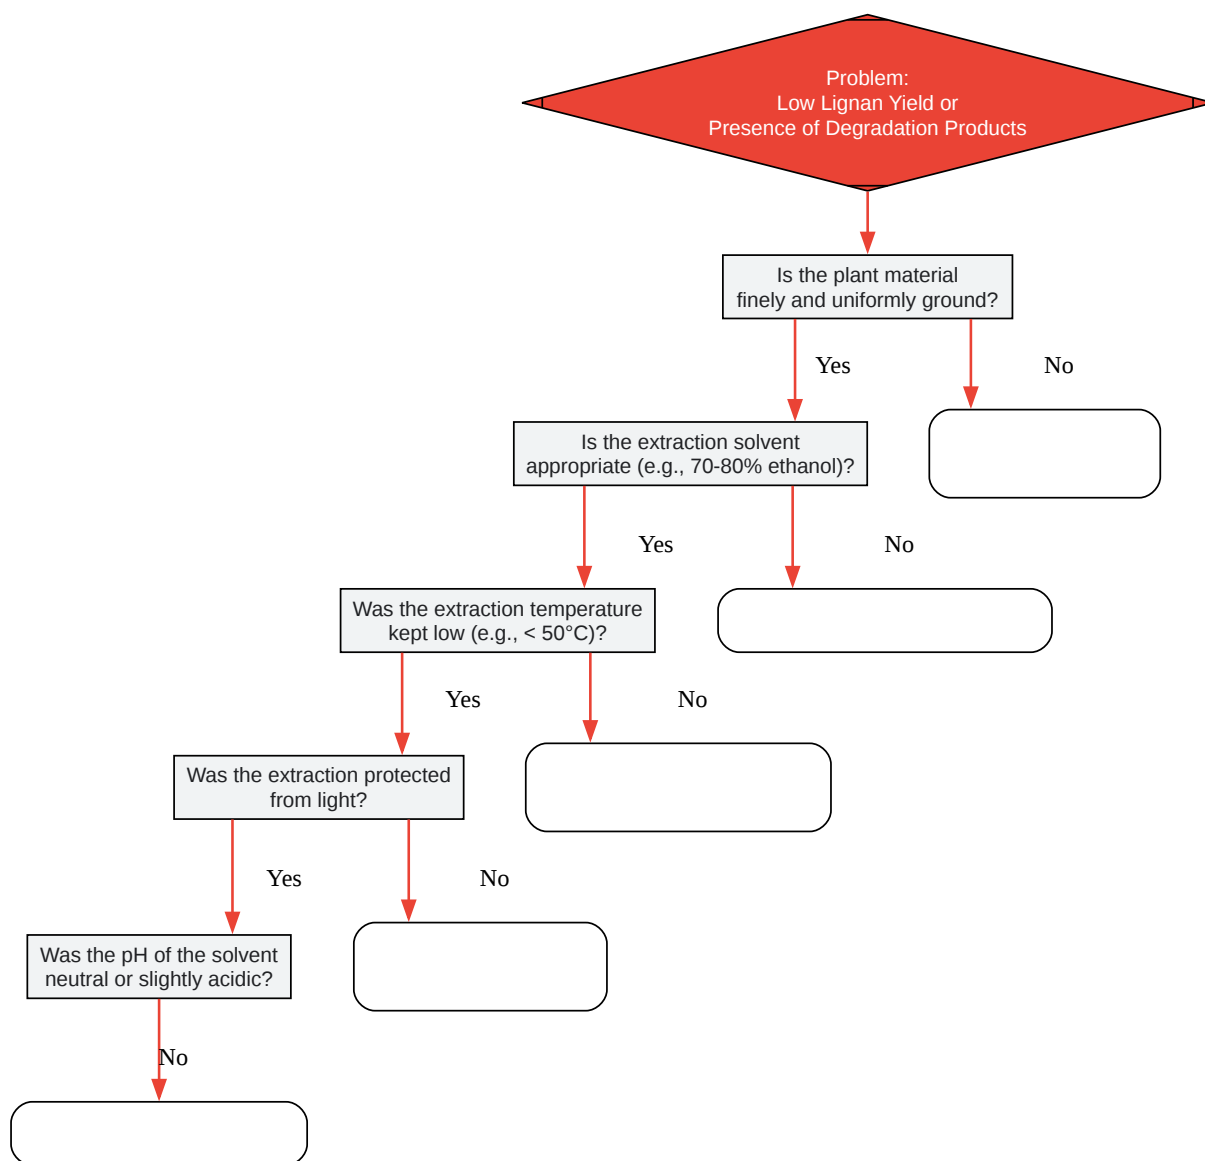 Problem:
Low Lignan Yield or
Presence of Degradation Products
Is the plant material
finely and uniformly ground?
Yes
No
Is the extraction solvent
appropriate (e.g., 70-80% ethanol)?
Yes
No
Was the extraction temperature
kept low (e.g., < 50°C)?
Yes
No
Was the extraction protected
from light?
Yes
No
Was the pH of the solvent
neutral or slightly acidic?
No